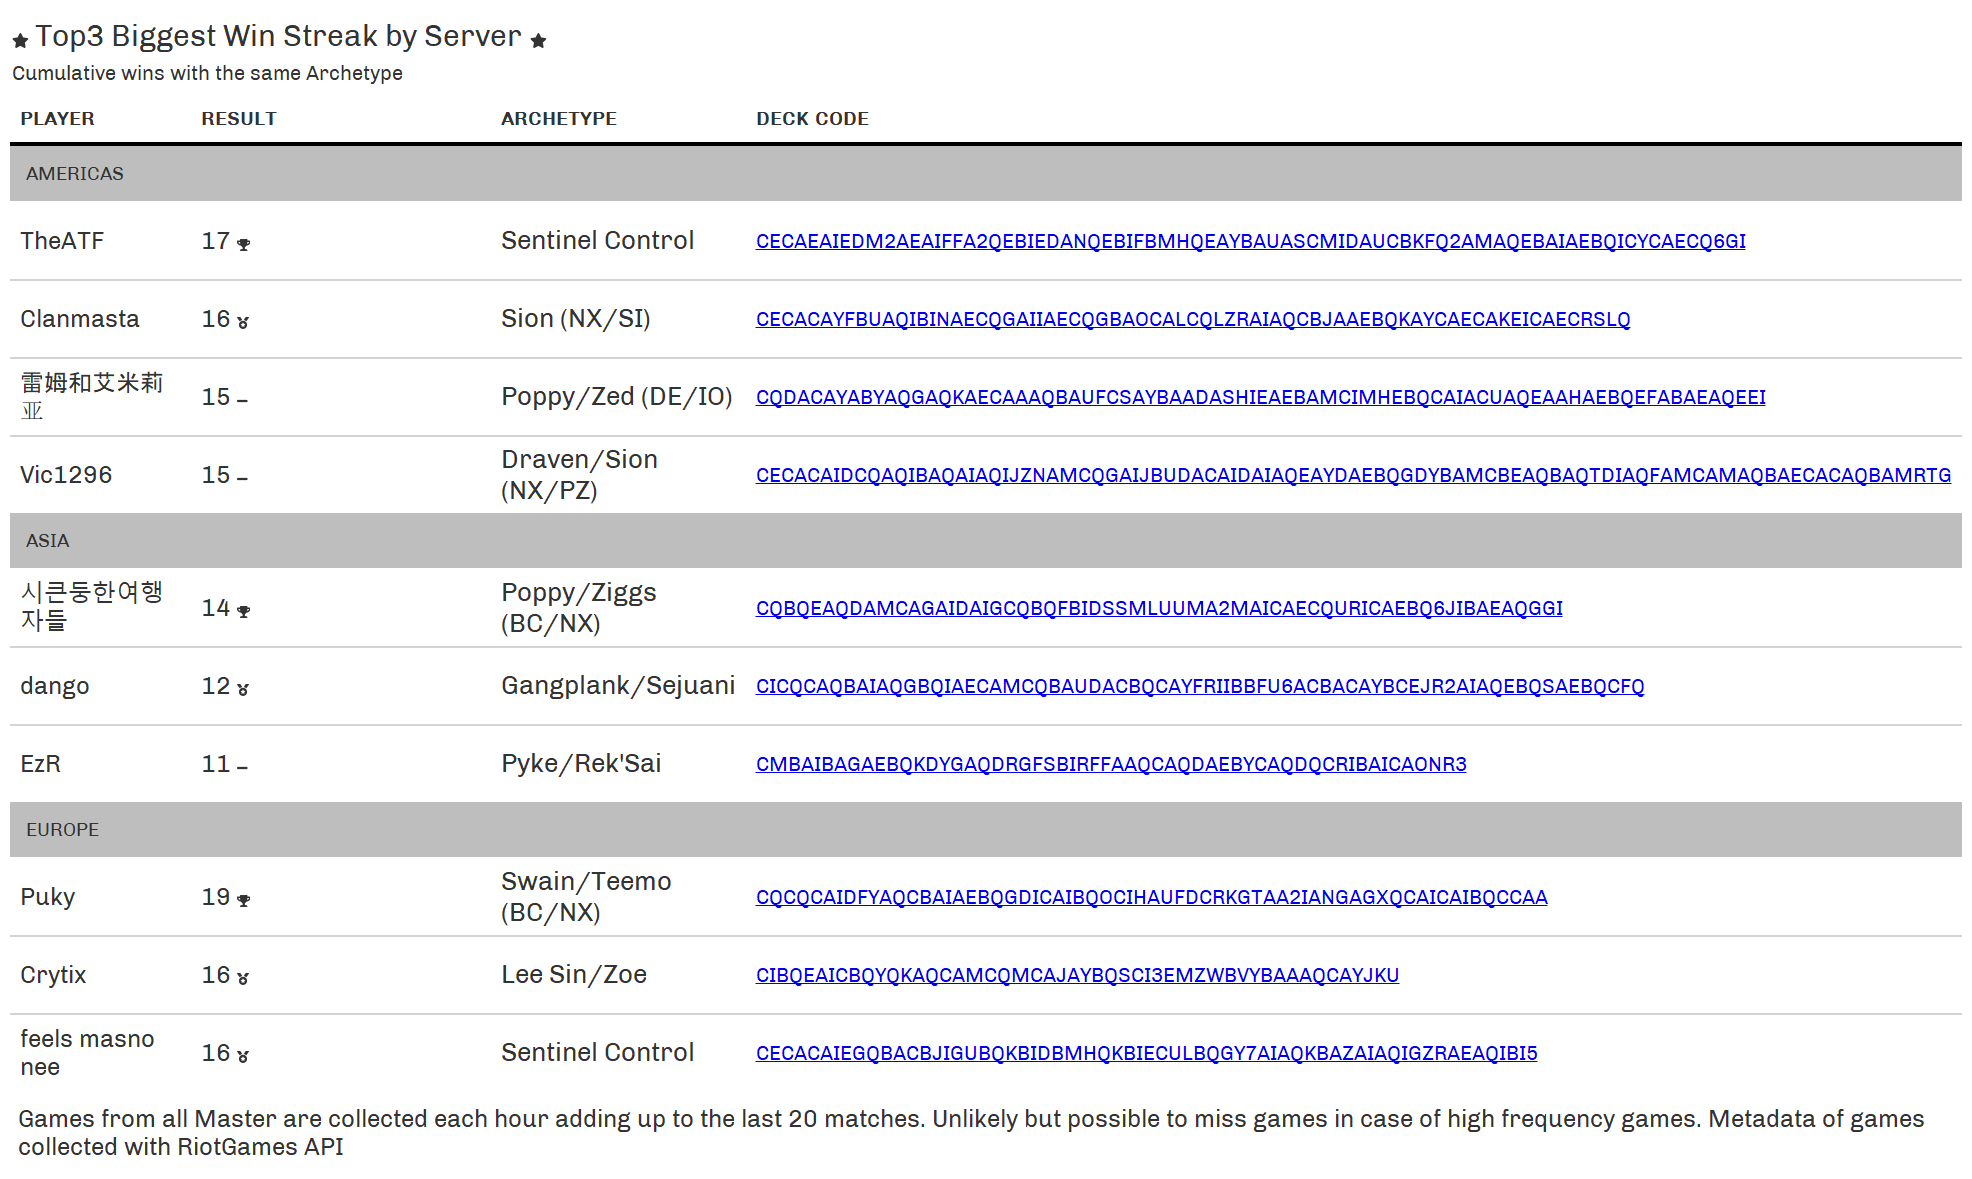 ★ Top3 Biggest Win Streak by Server ★
Cumulative wins with the same Archetype
PLAYER RESULT ARCHETYPE DECK CODE
AMERICAS
TheATF 17 Sentinel Control CECAEAIEDM2AEAIFFA2QEBIEDANQEBIFBMHQEAYBAUASCMIDAUCBKFQ2AMAQEBAIAEBQICYCAECQ6GI
Clanmasta 16 Sion (NX/SI) CECACAYFBUAQIBINAECQGAIIAECQGBAOCALCQLZRAIAQCBJAAEBQKAYCAECAKEICAECRSLQ
雷姆和艾米莉
亚
15 – Poppy/Zed (DE/IO) CQDACAYABYAQGAQKAECAAAQBAUFCSAYBAADASHIEAEBAMCIMHEBQCAIACUAQEAAHAEBQEFABAEAQEEI
Vic1296 15 – Draven/Sion
(NX/PZ)
CECACAIDCQAQIBAQAIAQIJZNAMCQGAIJBUDACAIDAIAQEAYDAEBQGDYBAMCBEAQBAQTDIAQFAMCAMAQBAECACAQBAMRTG
ASIA
시큰둥한여행
자들
14 Poppy/Ziggs
(BC/NX)
CQBQEAQDAMCAGAIDAIGCQBQFBIDSSMLUUMA2MAICAECQURICAEBQ6JIBAEAQGGI
dango 12 Gangplank/Sejuani CICQCAQBAIAQGBQIAECAMCQBAUDACBQCAYFRIIBBFU6ACBACAYBCEJR2AIAQEBQSAEBQCFQ
EzR 11 – Pyke/Rek'Sai CMBAIBAGAEBQKDYGAQDRGFSBIRFFAAQCAQDAEBYCAQDQCRIBAICAONR3
EUROPE
Puky 19 Swain/Teemo
(BC/NX)
CQCQCAIDFYAQCBAIAEBQGDICAIBQOCIHAUFDCRKGTAA2IANGAGXQCAICAIBQCCAA
Crytix 16 Lee Sin/Zoe CIBQEAICBQYQKAQCAMCQMCAJAYBQSCI3EMZWBVYBAAAQCAYJKU
feels masno
nee
16 Sentinel Control CECACAIEGQBACBJIGUBQKBIDBMHQKBIECULBQGY7AIAQKBAZAIAQIGZRAEAQIBI5
Games from all Master are collected each hour adding up to the last 20 matches. Unlikely but possible to miss games in case of high frequency games. Metadata of games
collected with RiotGames API